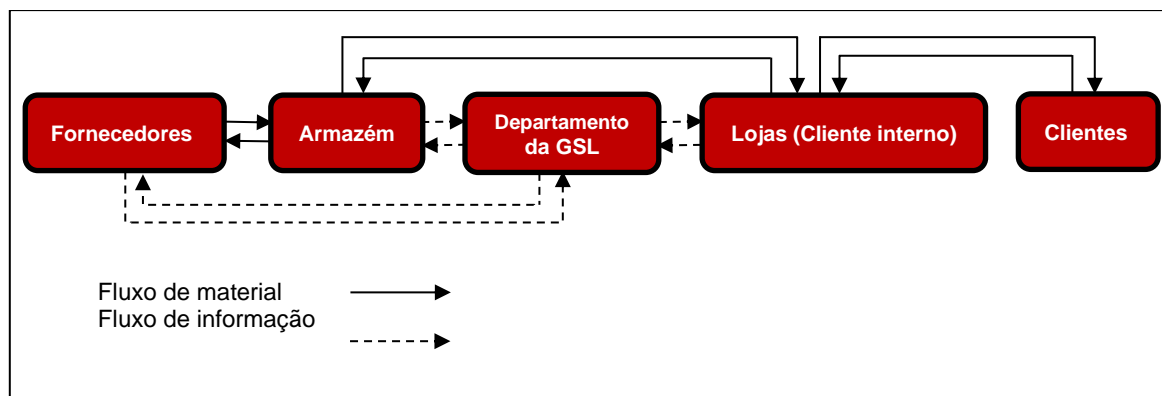 Fornecedores
Armazém
Departamento
da GSL
Lojas (Cliente interno)
Clientes
Fluxo de material
Fluxo de informação